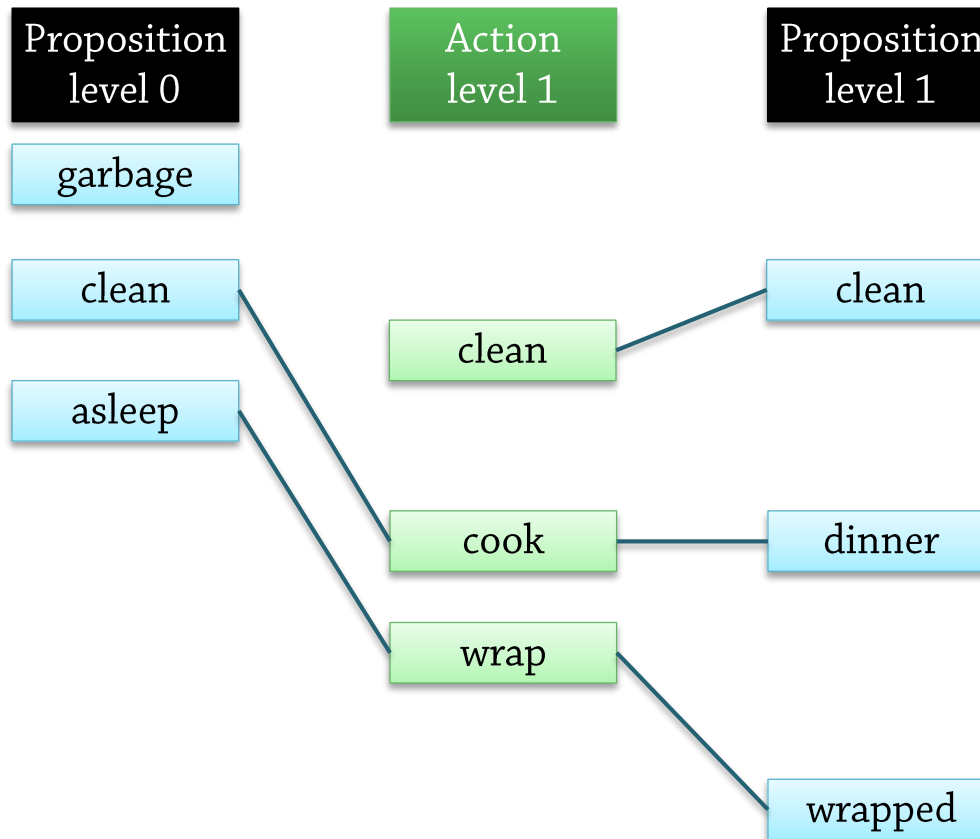 Proposition
level 0
Action
level 1
Proposition
level 1
garbage
clean
clean
clean
asleep
cook
dinner
wrap
wrapped